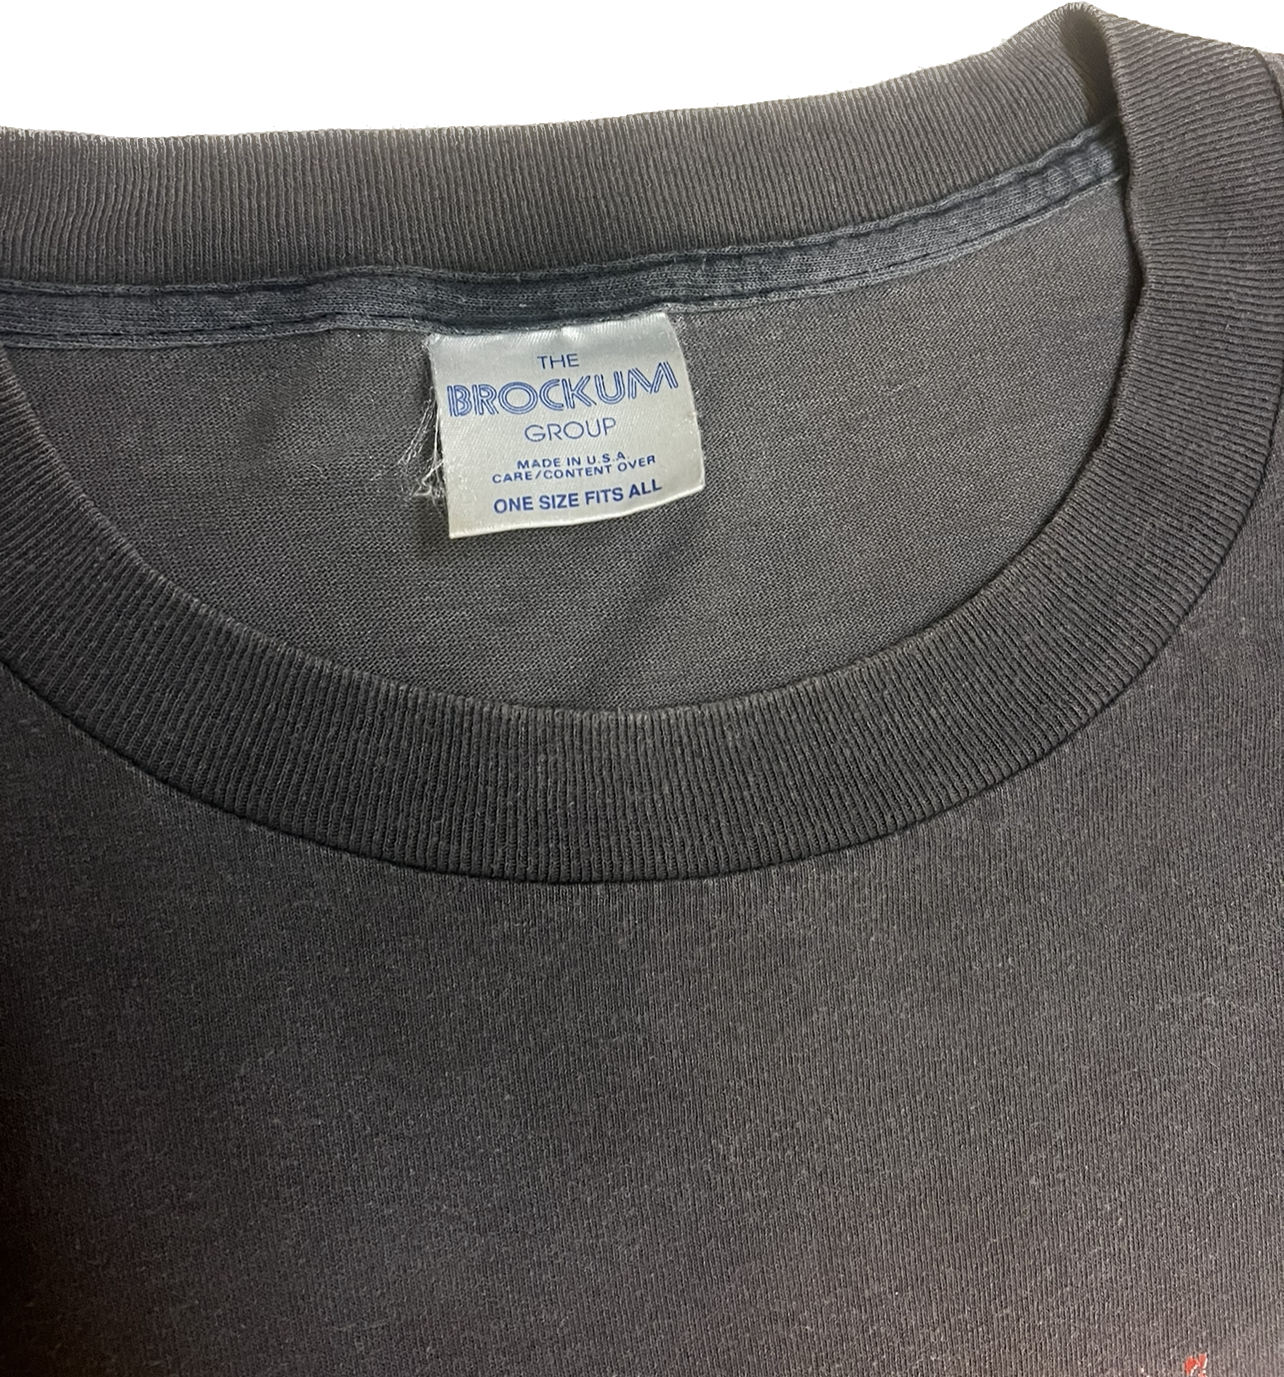 THE
BROCKUM
GROUP
MADE IN U.S.A.
CARE/CONTENT OVER
ONE SIZE FITS ALL